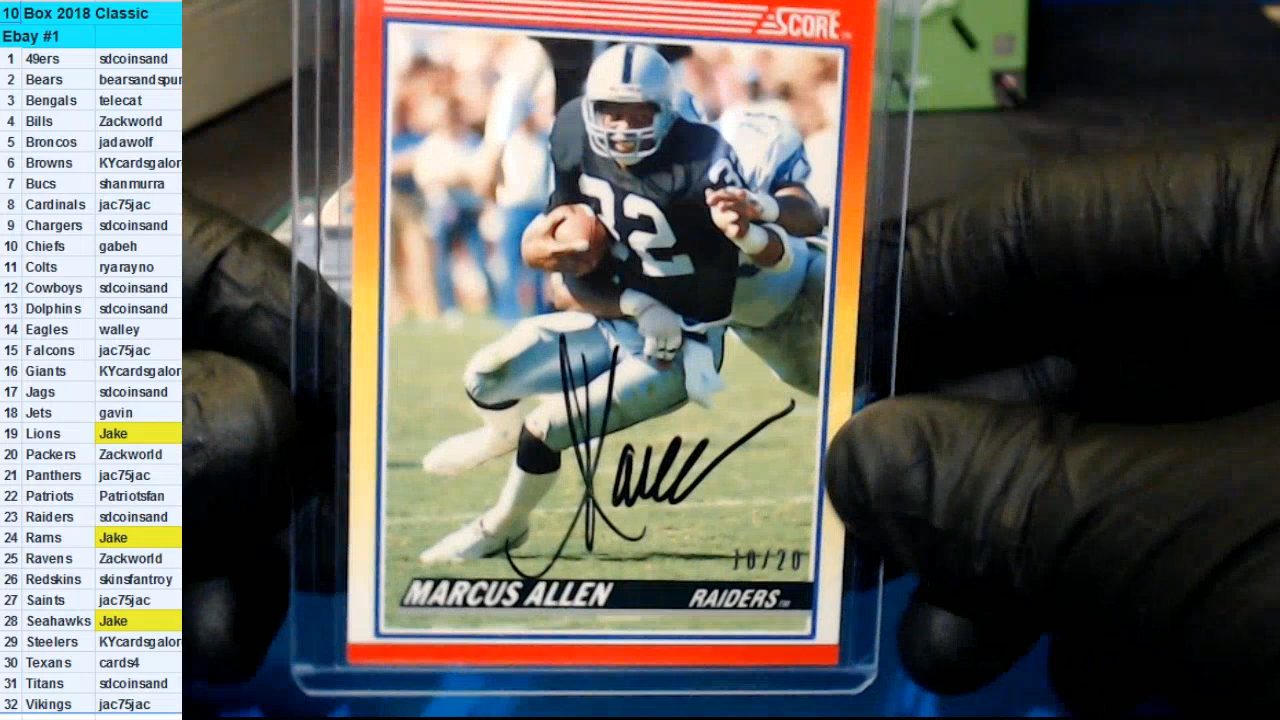 10 Box 2018 Classic
Ebay #1
1 49ers sdcoinsand
2 Bears bearsandspur
3 Bengals telecat
4 Bills Zackworld
5 Broncos jadawolf
6 Browns KYcardsgalor
7 Bucs shanmurra
8 Cardinals jac75jac
9 Chargers sdcoinsand
10 Chiefs gabeh
11 Colts ryarayno
12 Cowboys sdcoinsand
13 Dolphins sdcoinsand
14 Eagles walley
15 Falcons jac75jac
16 Giants KYcardsgalor
17 Jags sdcoinsand
18 Jets gavin
19 Lions Jake
20 Packers Zackworld
21 Panthers jac75jac
22 Patriots Patriotsfan
23 Raiders sdcoinsand
24 Rams Jake
25 Ravens Zackworld
26 Redskins skinsfantroy
27 Saints jac75jac
28 Seahawks Jake
29 Steelers KYcardsgalor
30 Texans cards4
31 Titans sdcoinsand
32 Vikings jac75jac
SCORE
32
10/20
MARCUS ALLEN RAIDERS